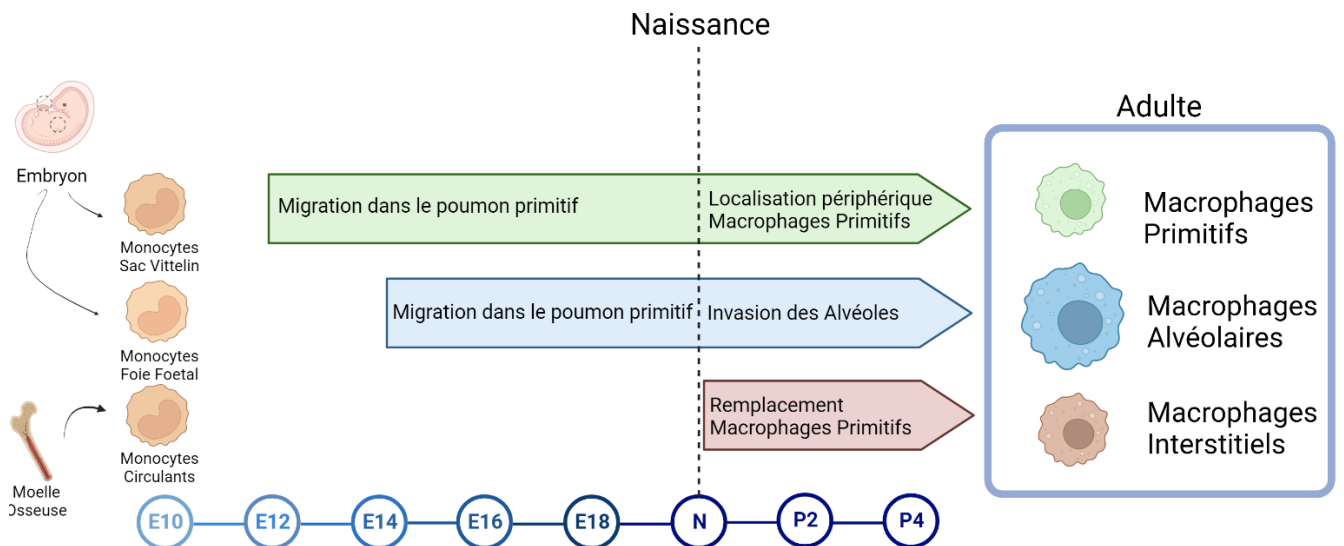 Naissance
Adulte
Embryon
Monocytes
Sac Vittelin
Migration dans le poumon primitif
Localisation périphérique
Macrophages Primitifs
Macrophages
Primitifs
Monocytes
Foie Foetal
Migration dans le poumon primitif
Invasion des Alvéoles
Macrophages
Alvéolaires
Moelle
Osseuse
Monocytes
Circulants
Remplacement
Macrophages Primitifs
Macrophages
Interstitiels
E10
E12
E14
E16
E18
N
P2
P4